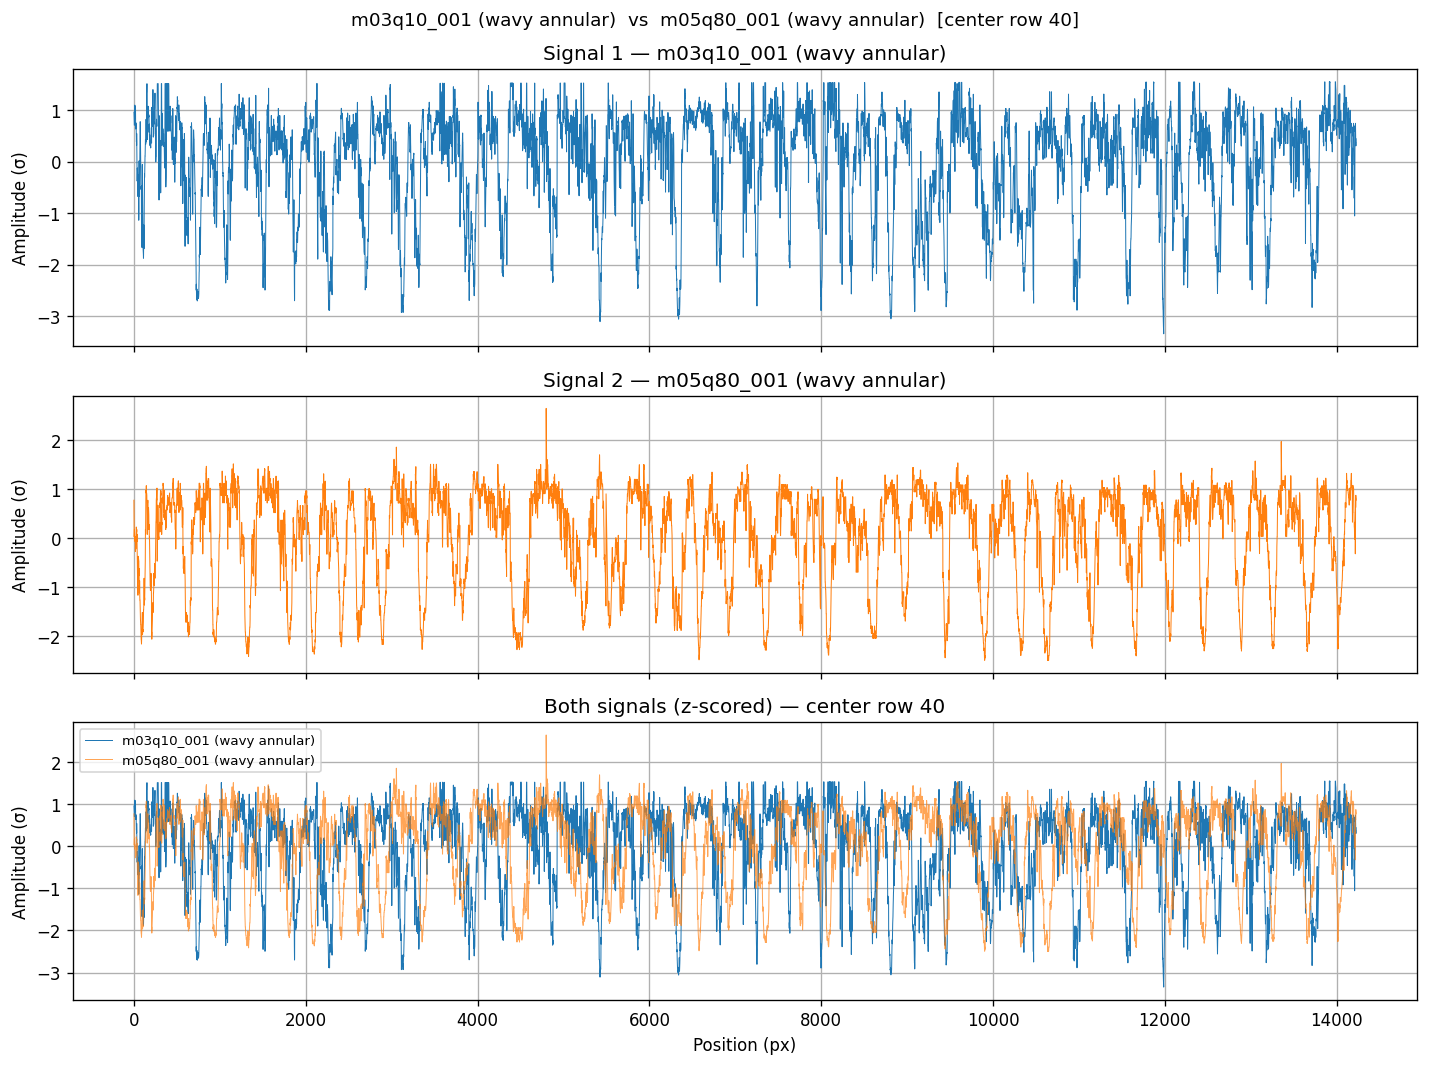 m03q10_001 (wavy annular)  vs  m05q80_001 (wavy annular)  [center row 40]
Signal 1 — m03q10_001 (wavy annular)
Amplitude (σ)
1
0
−1
−2
−3
Signal 2 — m05q80_001 (wavy annular)
Amplitude (σ)
2
1
0
−1
−2
Both signals (z-scored) — center row 40
m03q10_001 (wavy annular)
m05q80_001 (wavy annular)
Amplitude (σ)
2
1
0
−1
−2
−3
0 2000 4000 6000 8000 10000 12000 14000
Position (px)